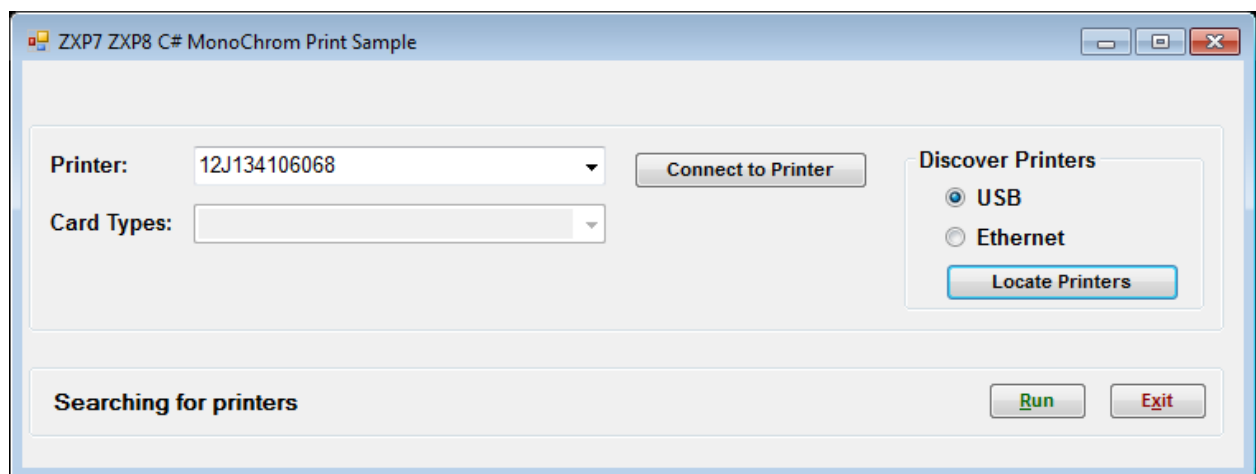 ZXP7 ZXP8 C# MonoChrom Print Sample
Printer:
12J134106068
Connect to Printer
Card Types:
Discover Printers
USB
Ethernet
Locate Printers
Searching for printers
Run
Exit